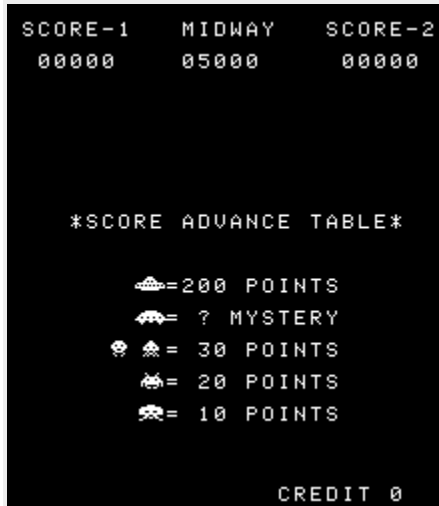 SCORE-1 MIDWAY SCORE-2
00000 05000 00000
*SCORE ADVANCE TABLE*
=200 POINTS
= ? MYSTERY
= 30 POINTS
= 20 POINTS
= 10 POINTS
CREDIT 0